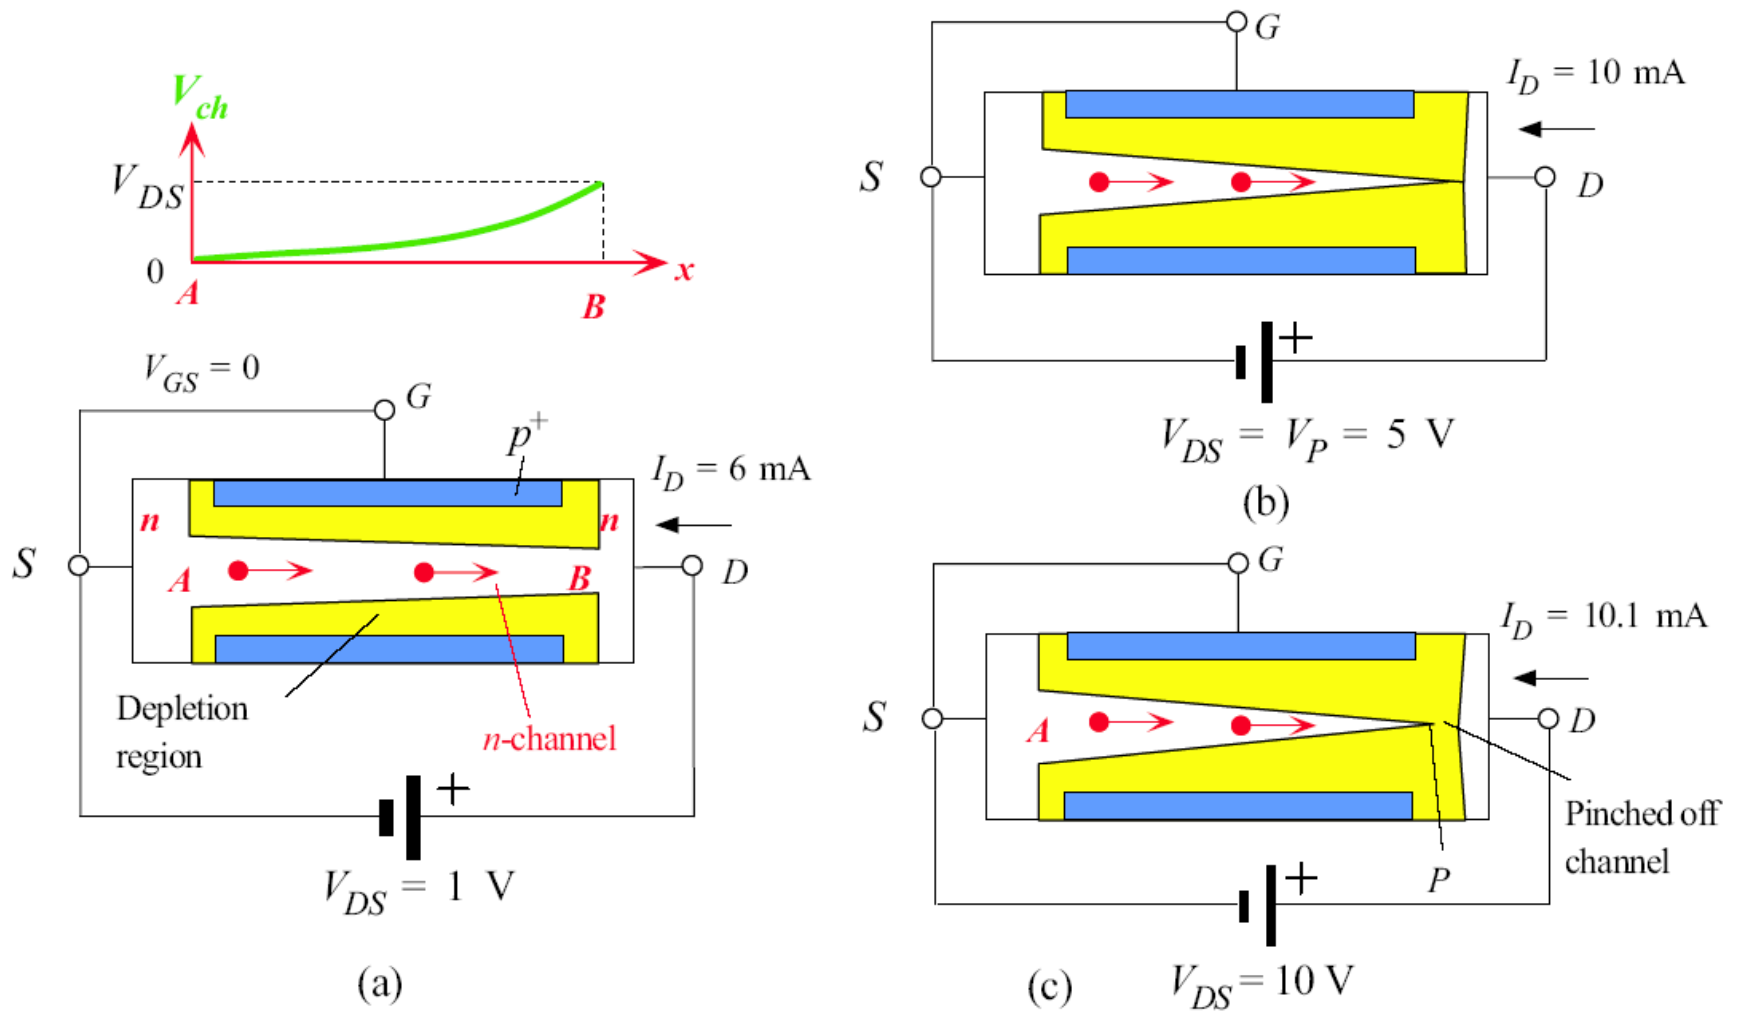 V_ch
V_DS
0
A
B
x
V_GS = 0
G
p⁺
I_D = 6 mA
n
n
S
A
B
D
Depletion
region
n-channel
+
V_DS = 1 V
(a)
G
I_D = 10 mA
S
D
+
V_DS = V_P = 5 V
(b)
G
I_D = 10.1 mA
S
A
D
Pinched off
channel
P
+
V_DS = 10 V
(c)